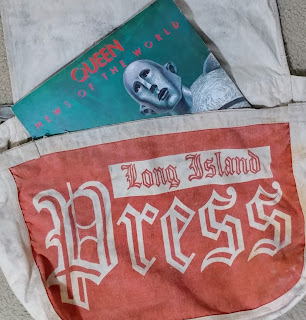 QUEEN
NEWS OF THE WORLD
Long Island
Press